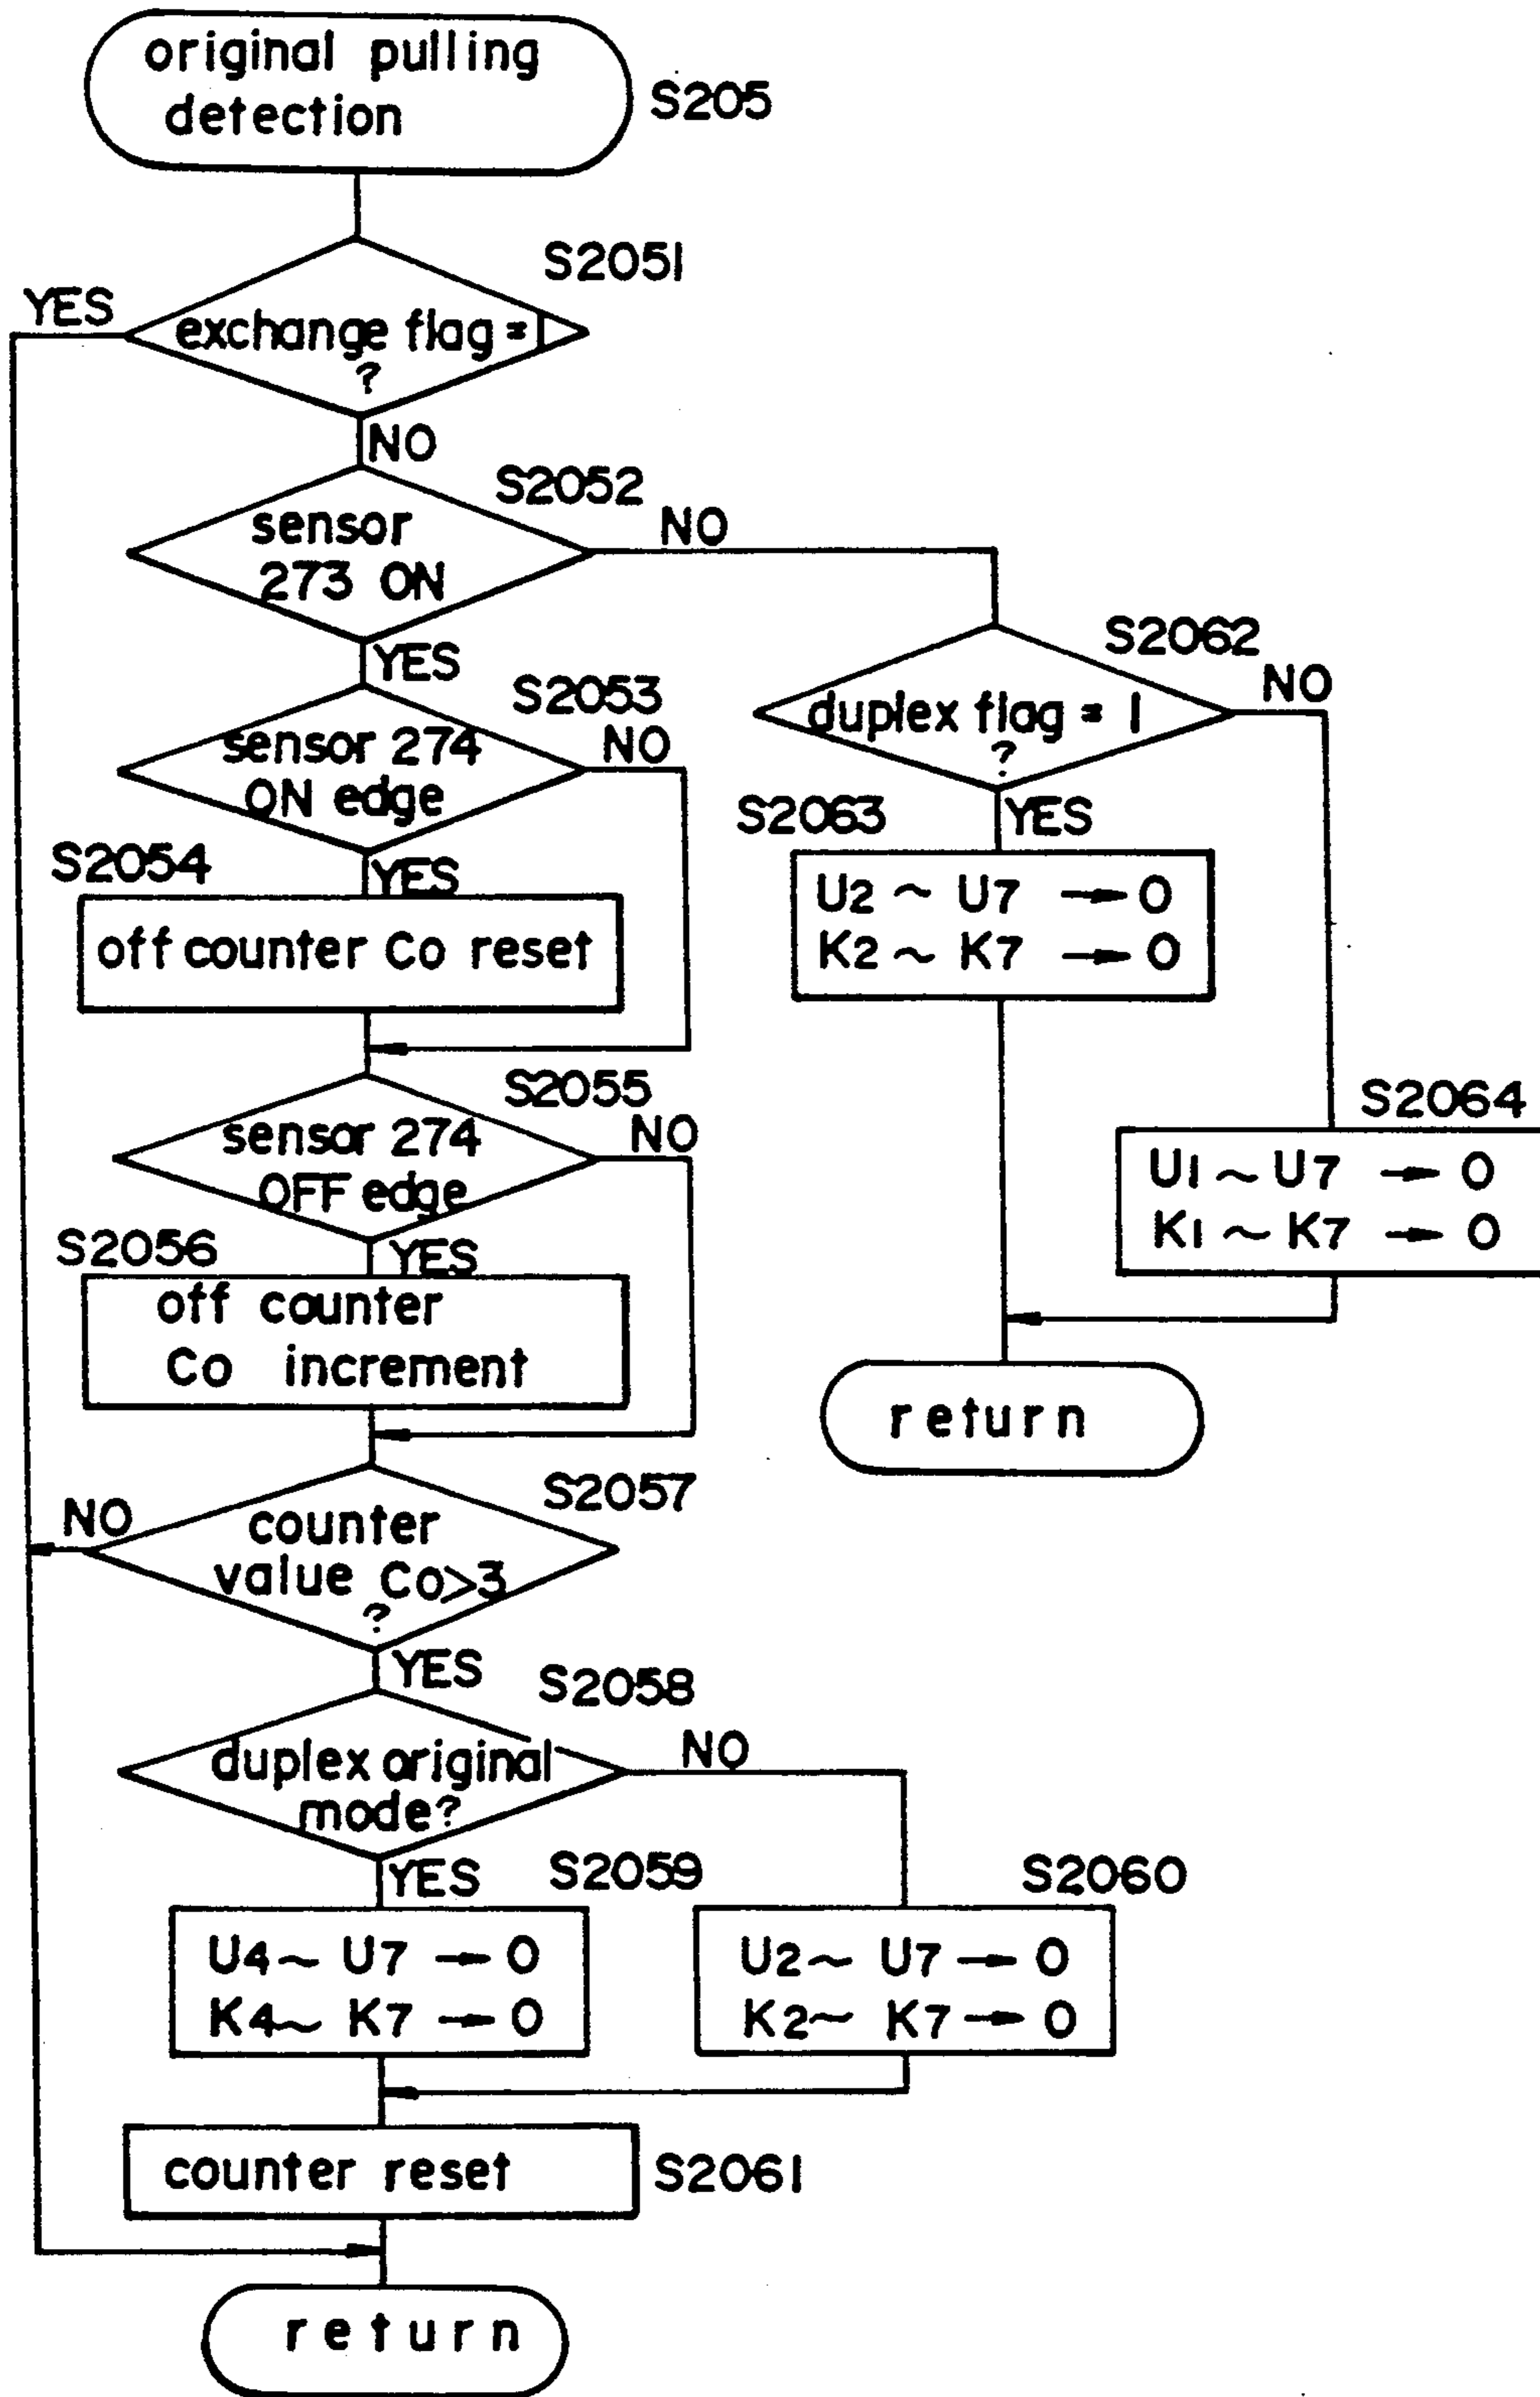 original pulling
detection
S205
S2051
YES
exchange flag = 1
?
NO
S2052
sensor
273 ON
NO
YES
S2053
sensor 274
ON edge
NO
S2054
YES
off counter Co reset
S2055
sensor 274
OFF edge
NO
S2056
YES
off counter
Co increment
S2057
NO
counter
value Co>3
?
YES
S2058
duplex original
mode?
NO
YES
S2059
U4~ U7 → 0
K4~ K7 → 0
S2060
U2~ U7 → 0
K2~ K7 → 0
counter reset
S2061
return
S2062
duplex flag = 1
?
NO
S2063
YES
U2 ~ U7 → 0
K2 ~ K7 → 0
S2064
U1 ~ U7 → 0
K1 ~ K7 → 0
return